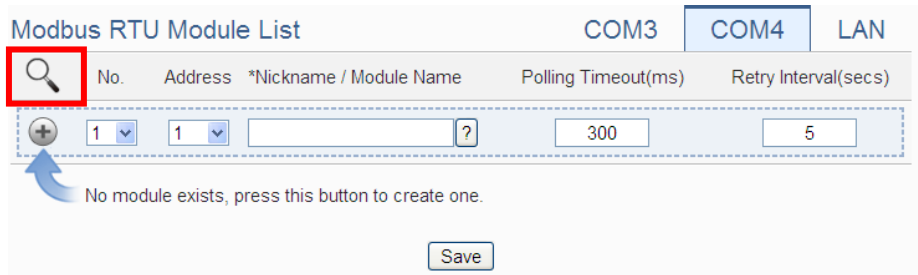 Modbus RTU Module List COM3 COM4 LAN
No. Address *Nickname / Module Name Polling Timeout(ms) Retry Interval(secs)
1 1 ? 300 5
No module exists, press this button to create one.
Save